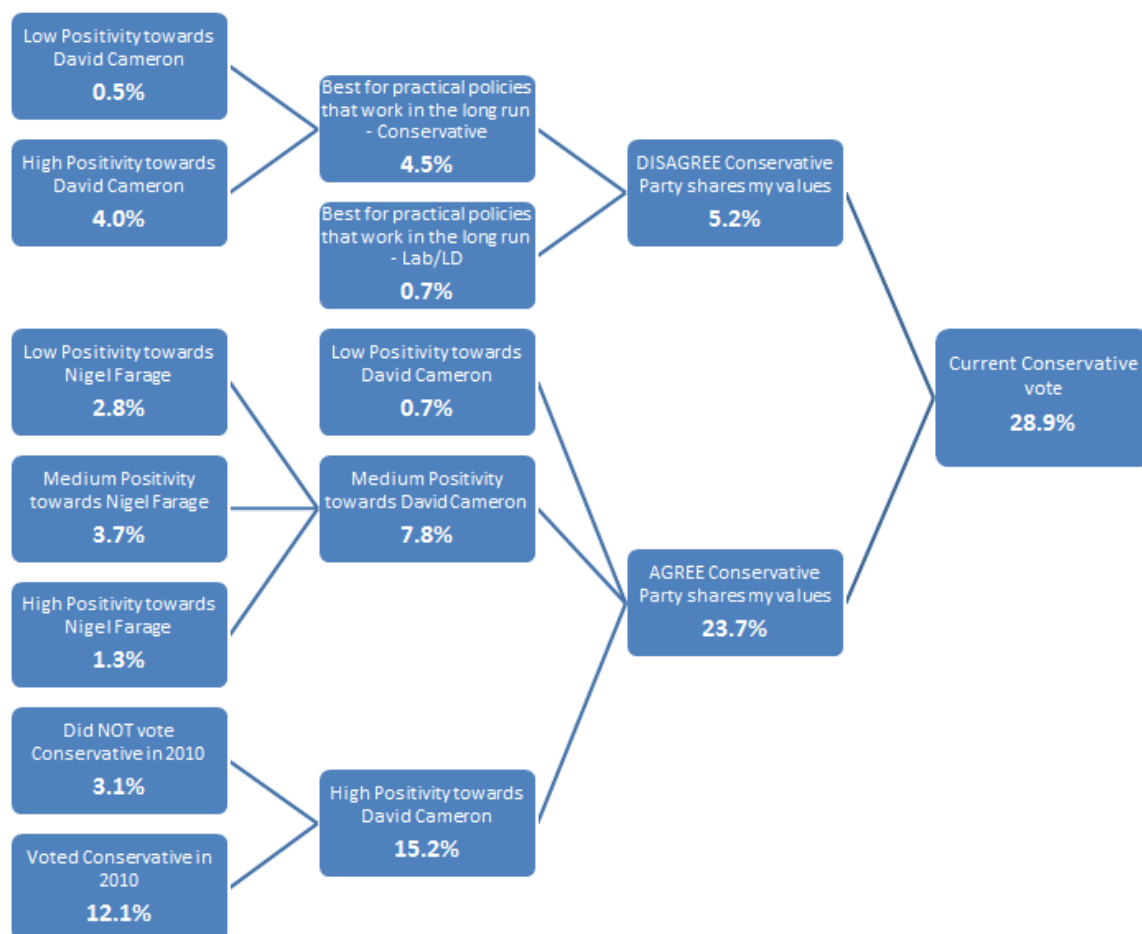 Low Positivity towards
David Cameron
0.5%
High Positivity towards
David Cameron
4.0%
Best for practical policies
that work in the long run
- Conservative
4.5%
Best for practical policies
that work in the long run
- Lab/LD
0.7%
DISAGREE Conservative
Party shares my values
5.2%
Low Positivity towards
Nigel Farage
2.8%
Medium Positivity
towards Nigel Farage
3.7%
High Positivity towards
Nigel Farage
1.3%
Low Positivity towards
David Cameron
0.7%
Medium Positivity
towards David Cameron
7.8%
Did NOT vote
Conservative in 2010
3.1%
Voted Conservative in
2010
12.1%
High Positivity towards
David Cameron
15.2%
AGREE Conservative
Party shares my values
23.7%
Current Conservative
vote
28.9%